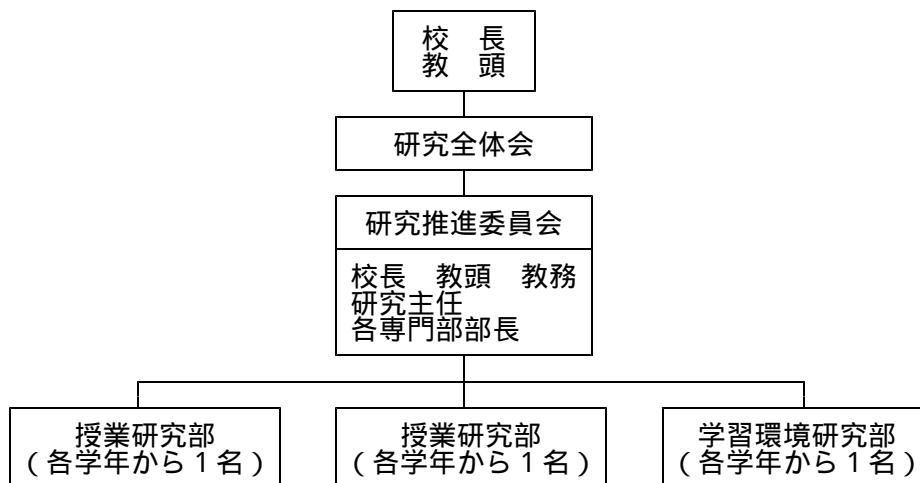 校　長
教　頭
研究全体会
研究推進委員会
校長　教頭　教務
研究主任
各専門部部長
授業研究部
（各学年から１名）
授業研究部
（各学年から１名）
学習環境研究部
（各学年から１名）